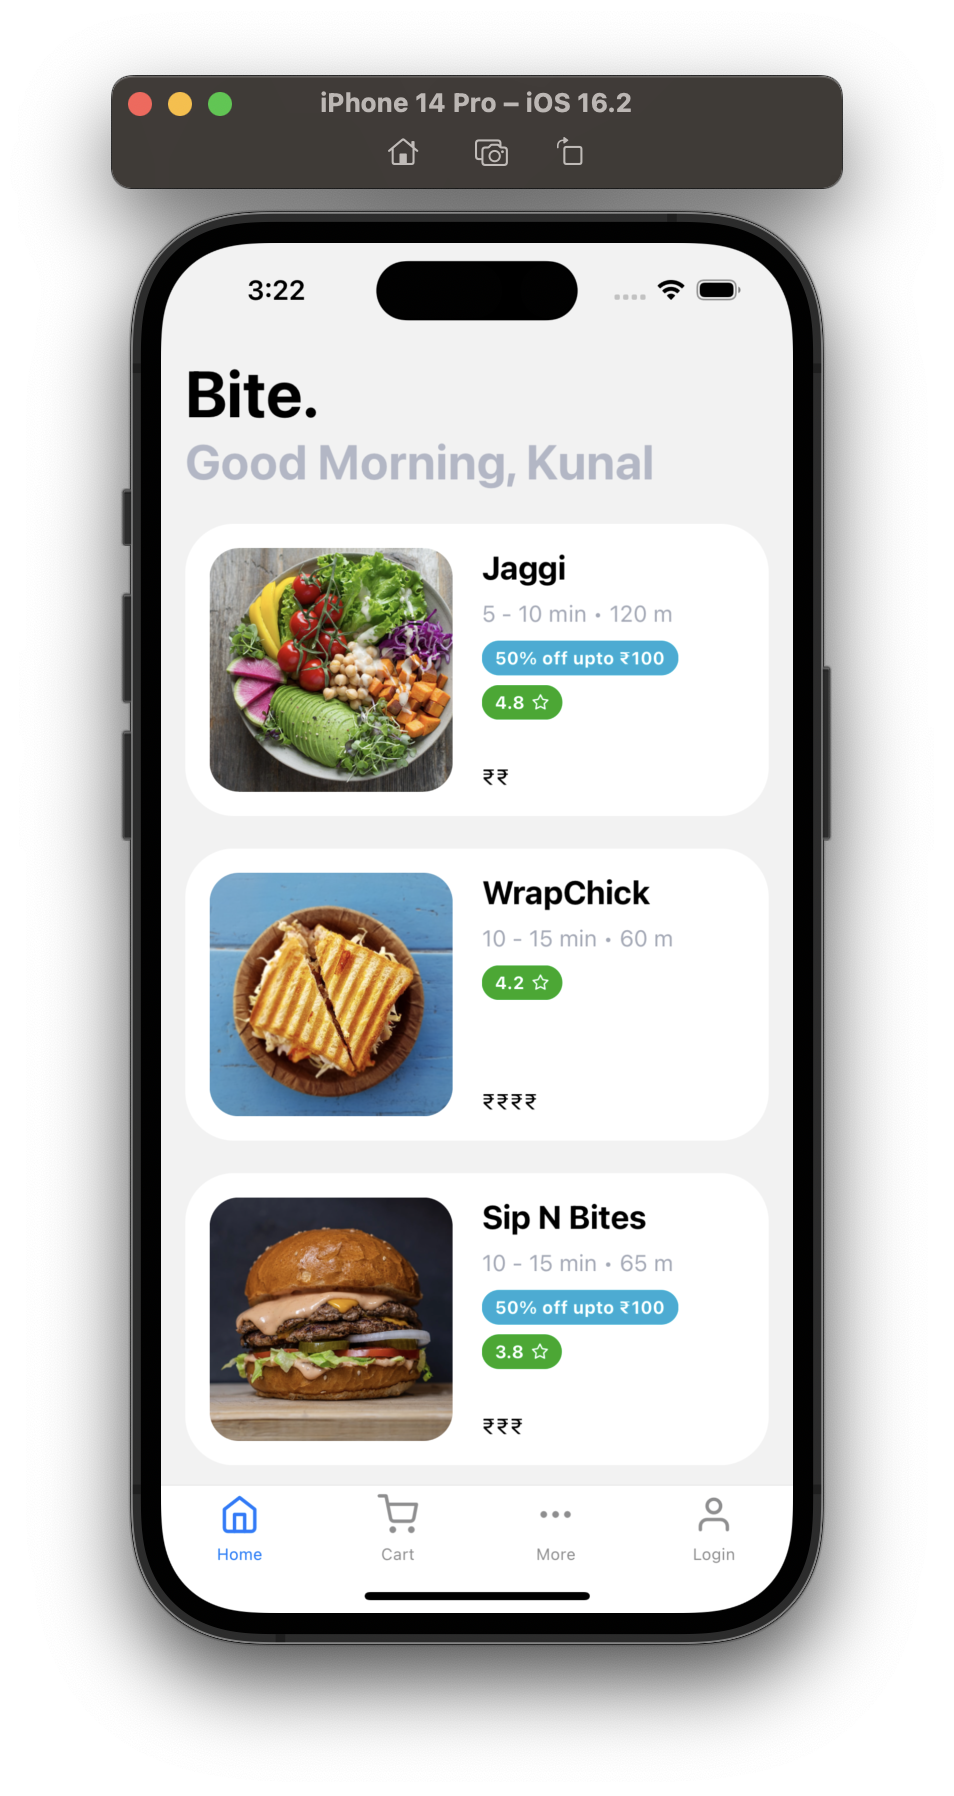 iPhone 14 Pro – iOS 16.2
3:22
Bite.
Good Morning, Kunal
Jaggi
5 - 10 min • 120 m
50% off upto ₹100
4.8
₹₹
WrapChick
10 - 15 min • 60 m
4.2
₹₹₹₹
Sip N Bites
10 - 15 min • 65 m
50% off upto ₹100
3.8
₹₹₹
Home Cart More Login